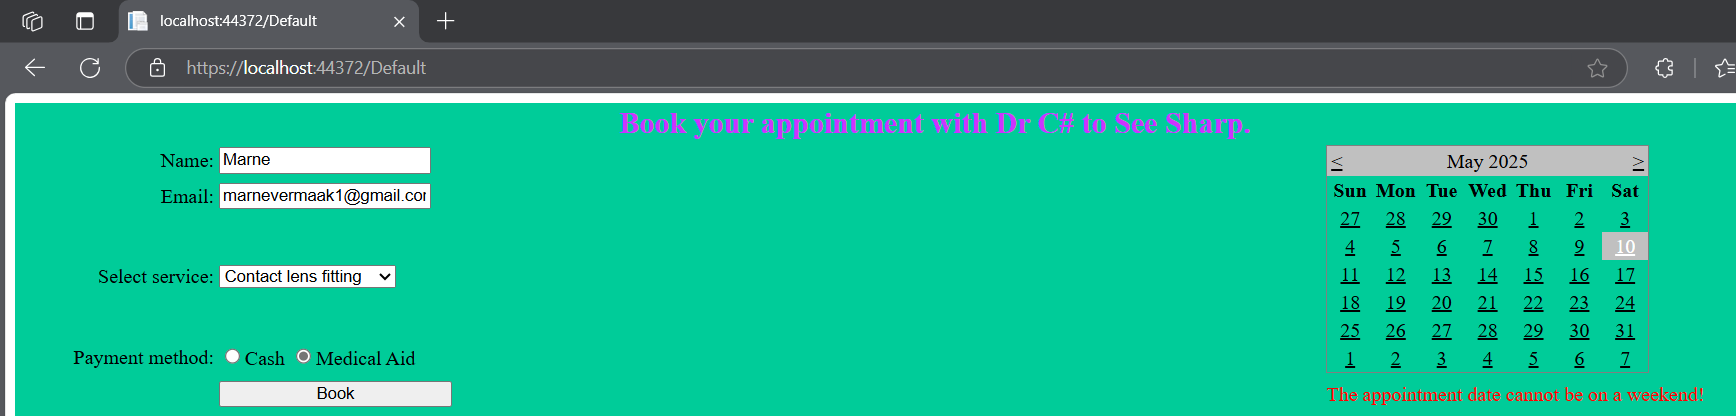 localhost:44372/Default
https://localhost:44372/Default
Book your appointment with Dr C# to See Sharp.
Name: Marne
Email: marnevermaak1@gmail.com
Select service: Contact lens fitting
Payment method: Cash Medical Aid
Book
< May 2025 >
Sun Mon Tue Wed Thu Fri Sat
27 28 29 30 1 2 3
4 5 6 7 8 9 10
11 12 13 14 15 16 17
18 19 20 21 22 23 24
25 26 27 28 29 30 31
1 2 3 4 5 6 7
The appointment date cannot be on a weekend!